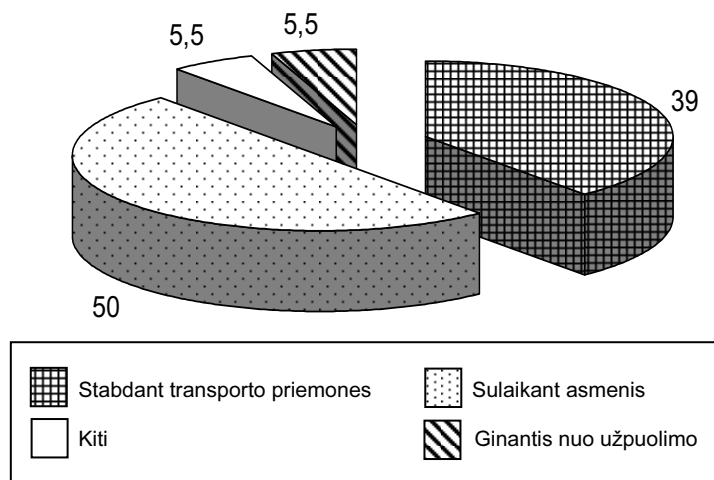 5,5
5,5
39
50
Stabdant transporto priemones
Sulaikant asmenis
Kiti
Ginantis nuo užpuolimo